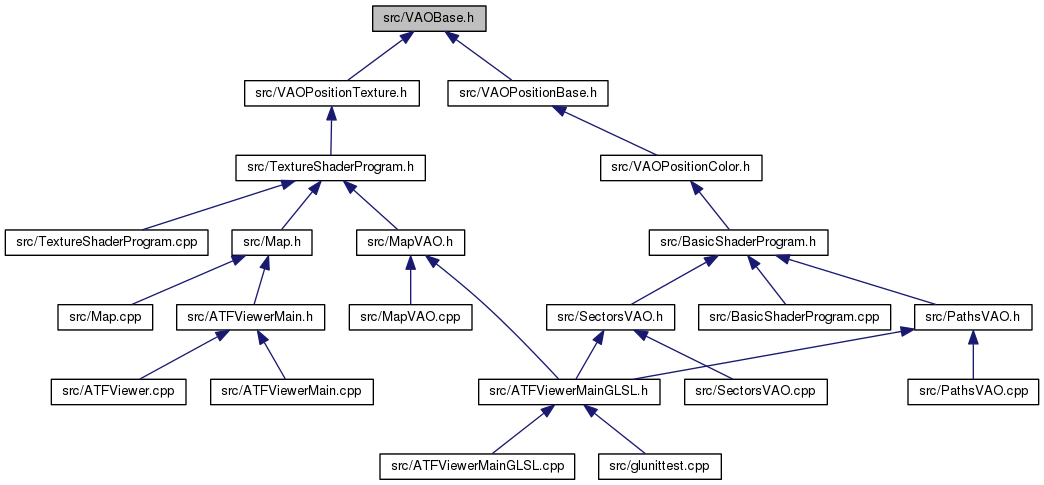 src/VAOBase.h
src/VAOPositionTexture.h
src/VAOPositionBase.h
src/TextureShaderProgram.h
src/VAOPositionColor.h
src/TextureShaderProgram.cpp
src/Map.h
src/MapVAO.h
src/BasicShaderProgram.h
src/Map.cpp
src/ATFViewerMain.h
src/MapVAO.cpp
src/SectorsVAO.h
src/BasicShaderProgram.cpp
src/PathsVAO.h
src/ATFViewer.cpp
src/ATFViewerMain.cpp
src/ATFViewerMainGLSL.h
src/SectorsVAO.cpp
src/PathsVAO.cpp
src/ATFViewerMainGLSL.cpp
src/glunittest.cpp